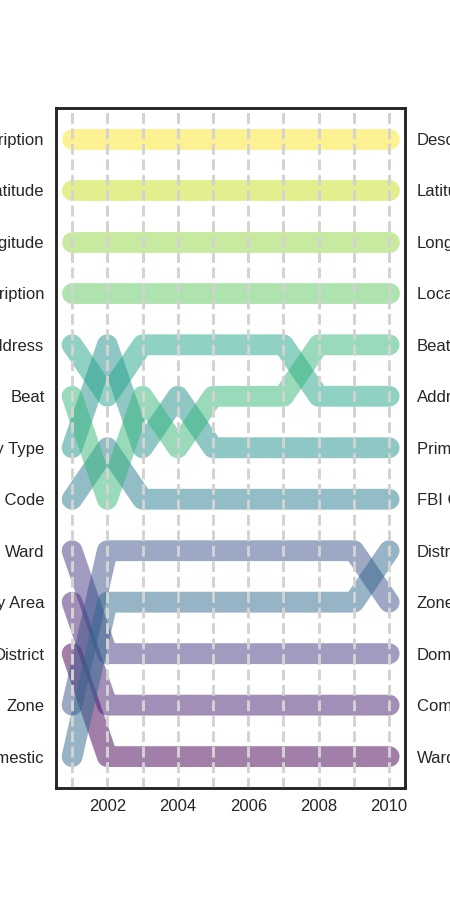 ription Desc
atitude Latitu
gitude Long
ription Loca
ddress Beat
Beat Addr
y Type Prim
Code FBI C
Ward Distr
y Area Zone
District Dom
Zone Com
mestic Ward
2002 2004 2006 2008 2010